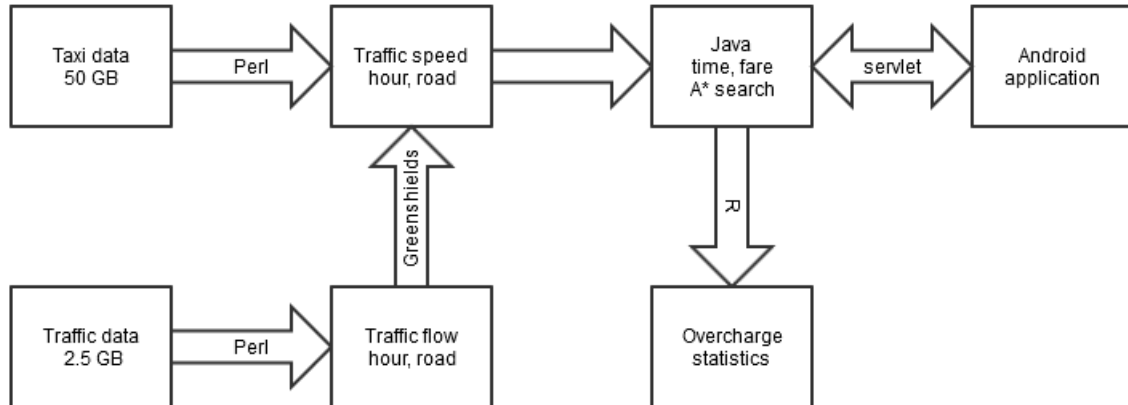 Taxi data
50 GB
Perl
Traffic speed
hour, road
Java
time, fare
A* search
servlet
Android
application
Greenshields
R
Traffic data
2.5 GB
Perl
Traffic flow
hour, road
Overcharge
statistics